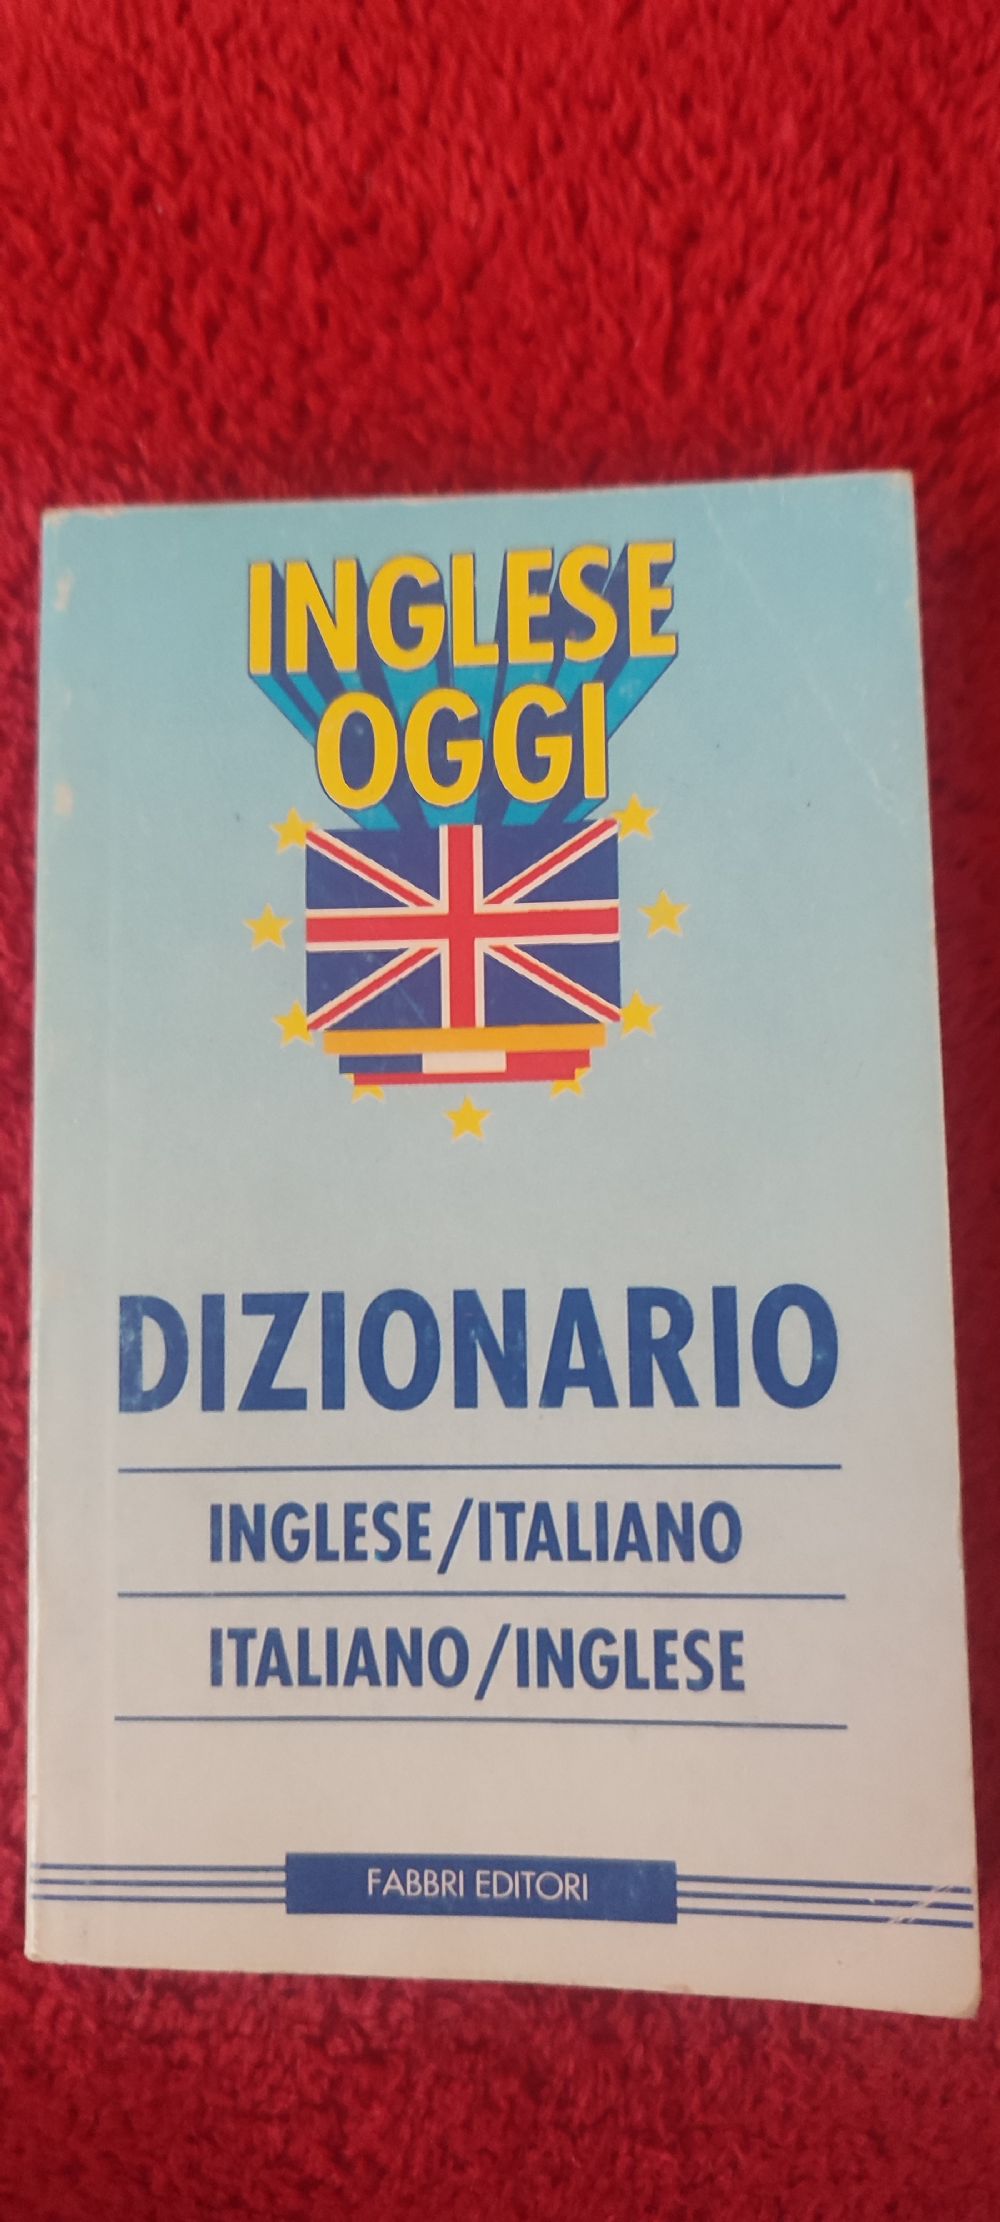 INGLESE
OGGI
DIZIONARIO
INGLESE/ITALIANO
ITALIANO/INGLESE
FABBRI EDITORI